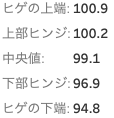 ヒゲの上端: 100.9
上部ヒンジ: 100.2
中央値: 99.1
下部ヒンジ: 96.9
ヒゲの下端: 94.8